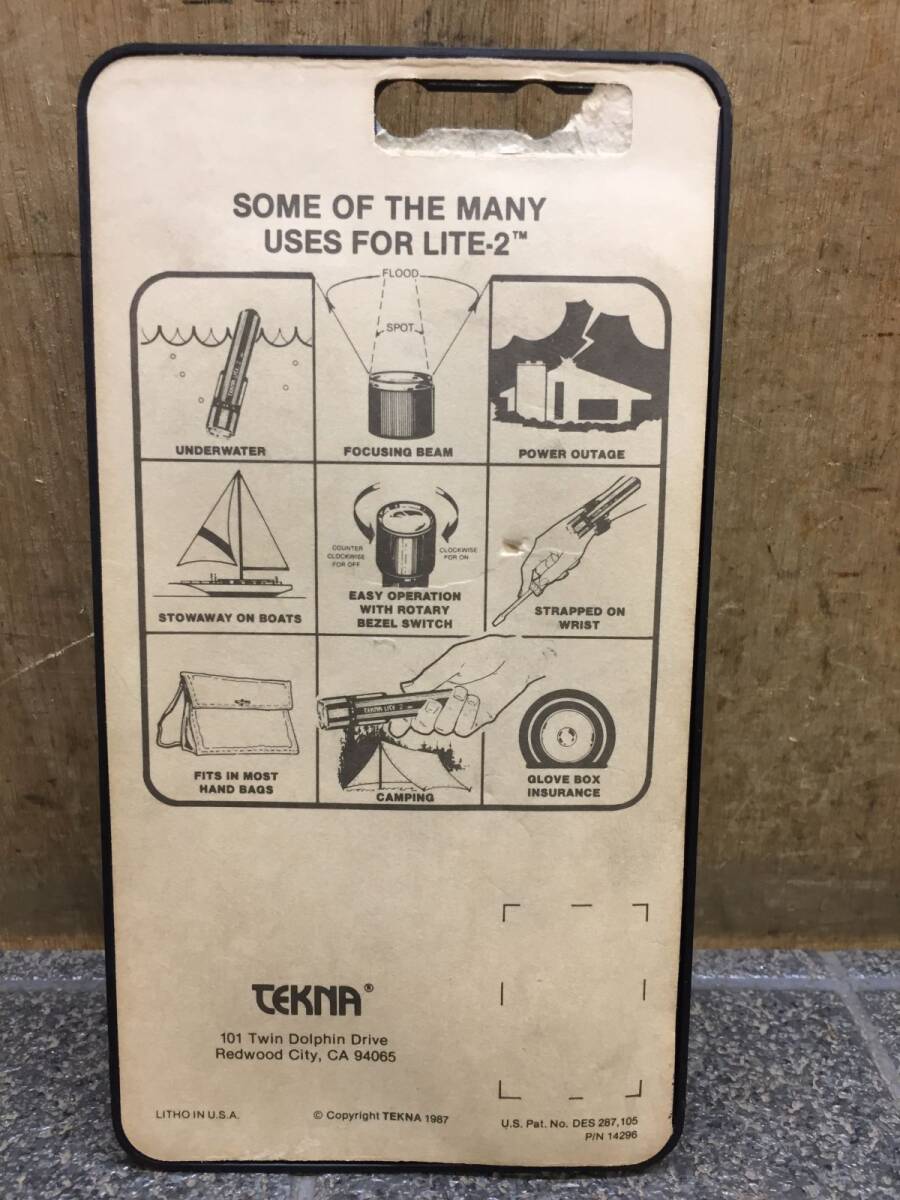 SOME OF THE MANY
USES FOR LITE-2™
FLOOD
SPOT
UNDERWATER
FOCUSING BEAM
POWER OUTAGE
STOWAWAY ON BOATS
COUNTER
CLOCKWISE
FOR OFF
CLOCKWISE
FOR ON
EASY OPERATION
WITH ROTARY
BEZEL SWITCH
STRAPPED ON
WRIST
FITS IN MOST
HAND BAGS
TEKNA LITE 2
CAMPING
GLOVE BOX
INSURANCE
TEKNA®
101 Twin Dolphin Drive
Redwood City, CA 94065
LITHO IN U.S.A.
© Copyright TEKNA 1987
U.S. Pat. No. DES 287,105
P/N 14296